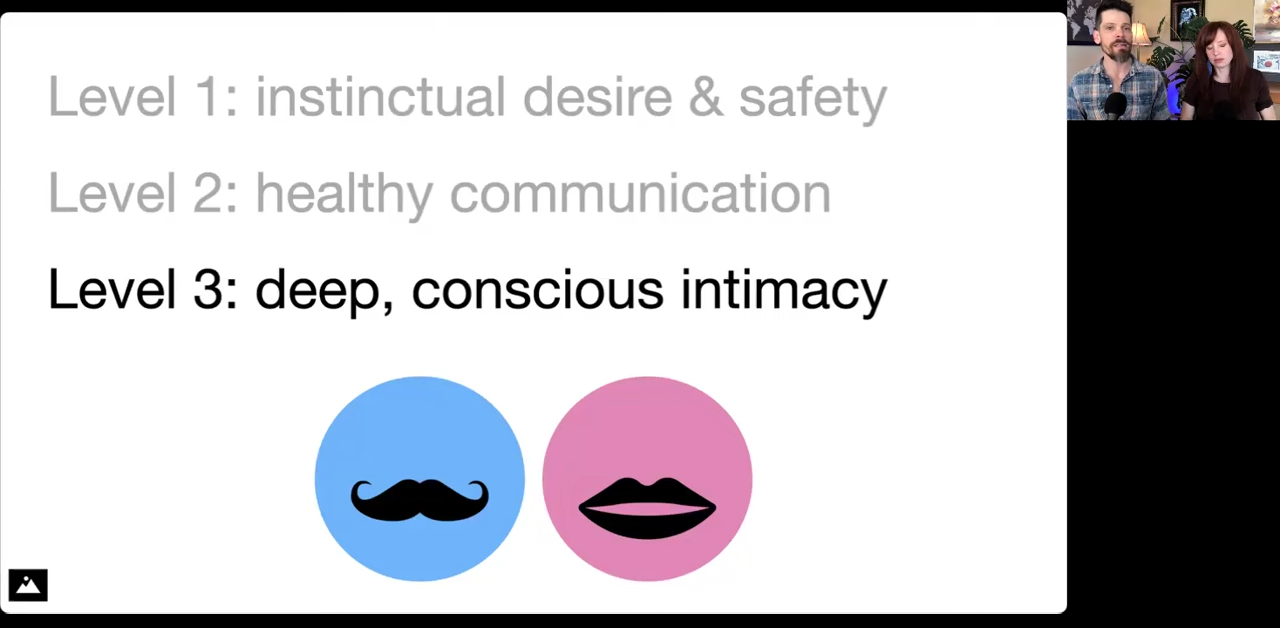 Level 1: instinctual desire & safety
Level 2: healthy communication
Level 3: deep, conscious intimacy